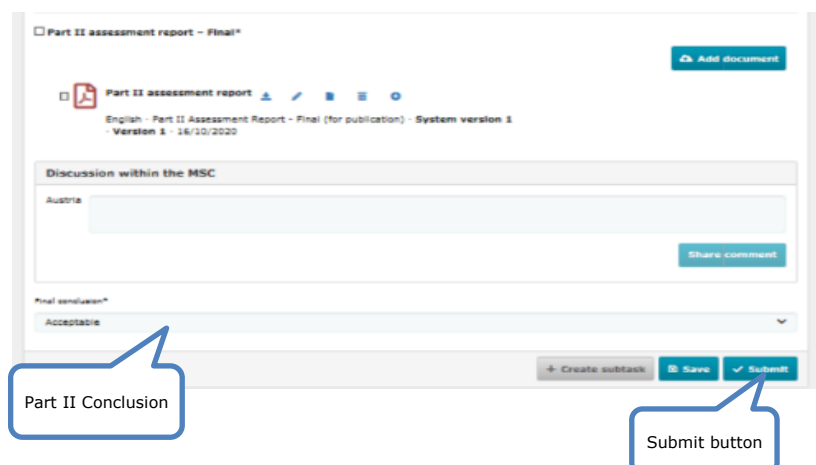 Part II assessment report – Final*
Add document
Part II assessment report
English - Part II Assessment Report - Final (for publication) - System version 1
- Version 1 - 16/10/2020
Discussion within the MSC
Austria
Share comment
Final conclusion*
Acceptable
+ Create subtask Save Submit
Part II Conclusion
Submit button